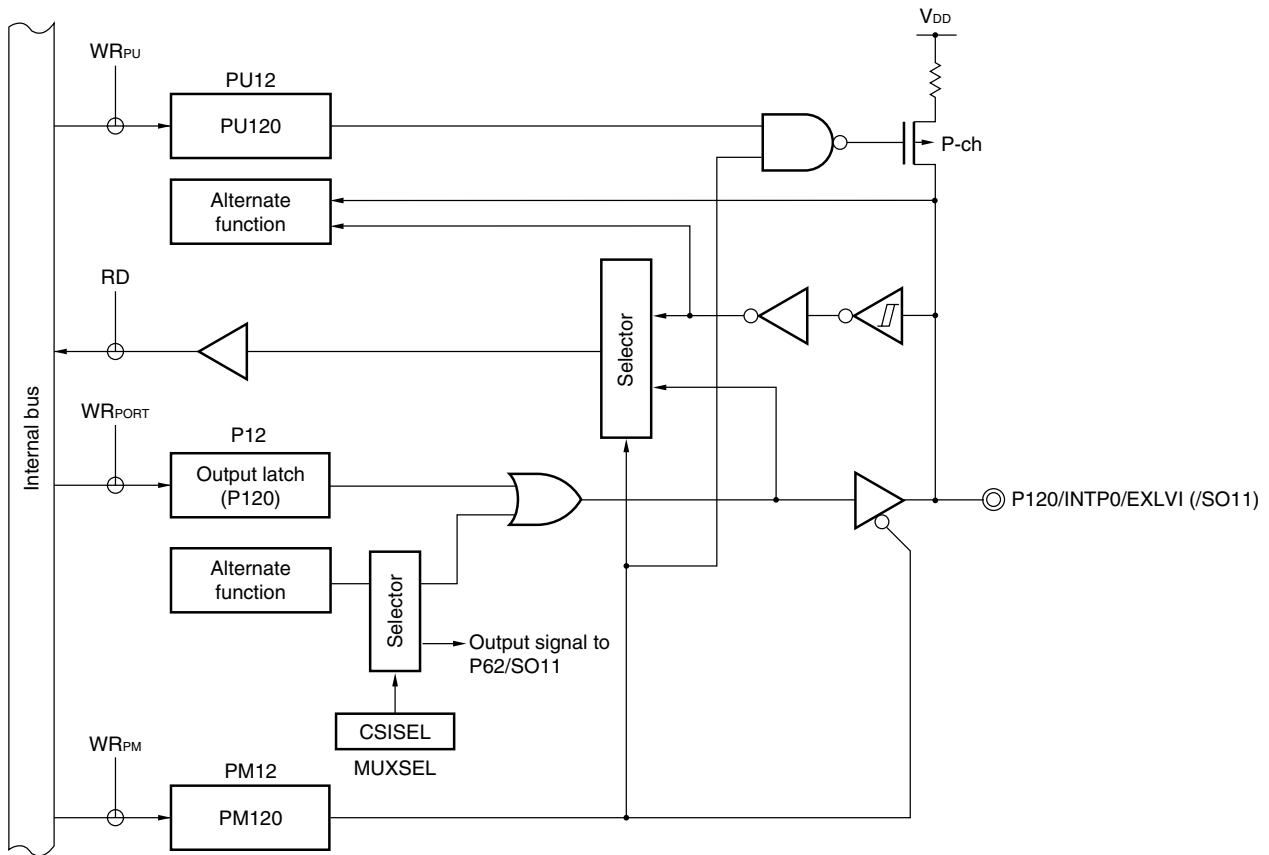 VDD
WRPU
PU12
PU120
P-ch
Alternate
function
RD
Selector
Internal bus
WRPORT
P12
Output latch
(P120)
P120/INTP0/EXLVI (/SO11)
Alternate
function
Selector
Output signal to
P62/SO11
CSISEL
MUXSEL
WRPM
PM12
PM120